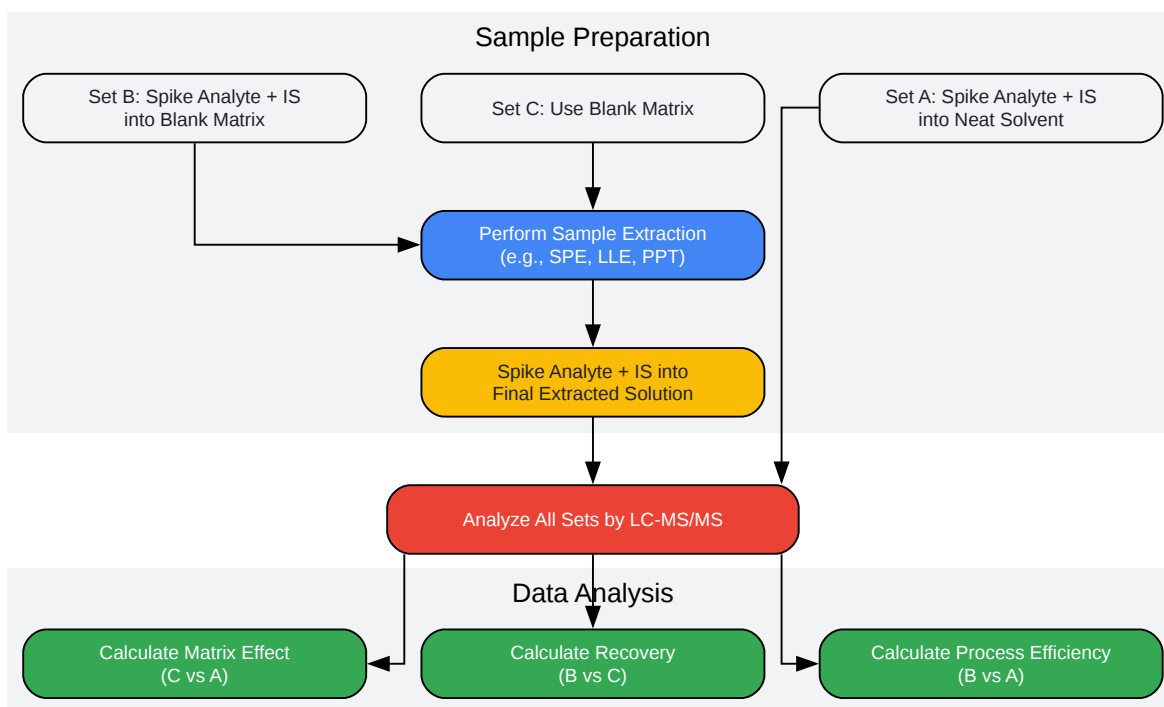 Sample Preparation
Set B: Spike Analyte + IS
into Blank Matrix
Set C: Use Blank Matrix
Set A: Spike Analyte + IS
into Neat Solvent
Perform Sample Extraction
(e.g., SPE, LLE, PPT)
Spike Analyte + IS into
Final Extracted Solution
Analyze All Sets by LC-MS/MS
Data Analysis
Calculate Matrix Effect
(C vs A)
Calculate Recovery
(B vs C)
Calculate Process Efficiency
(B vs A)